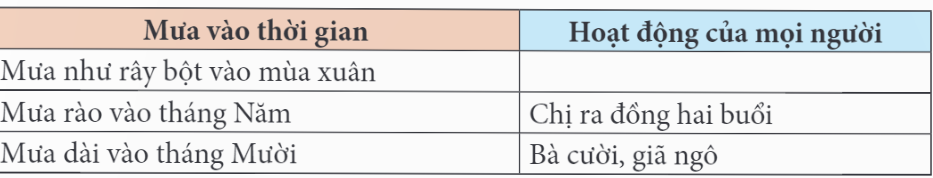 Mưa vào thời gian	Hoạt động của mọi người
Mưa như rây bột vào mùa xuân
Mưa rào vào tháng Năm	Chị ra đồng hai buổi
Mưa dài vào tháng Mười	Bà cười, giã ngô